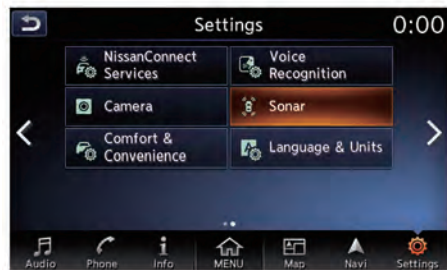 Settings
0:00
NissanConnect
Services
Voice
Recognition
Camera
Sonar
Comfort &
Convenience
Language & Units
Audio
Phone
Info
MENU
Map
Navi
Settings